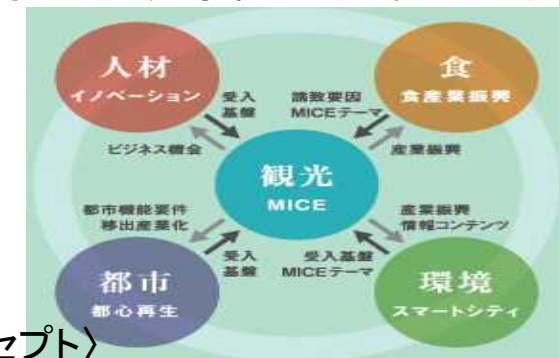 人材
イノベーション
食
食産業振興
受入
基盤
誘致要因
MICEテーマ
ビジネス機会
産業振興
観光
MICE
都市機能要件
移出産業化
産業振興
情報コンテンツ
受入
基盤
受入基盤
MICEテーマ
都市
都心再生
環境
スマートシティ
セプト〉